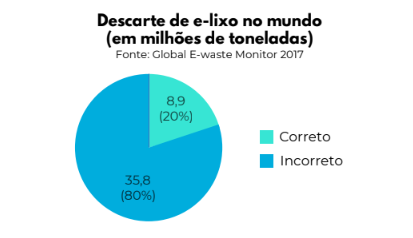 Descarte de e-lixo no mundo
(em milhões de toneladas)
Fonte: Global E-waste Monitor 2017
8,9
(20%)
35,8
(80%)
Correto
Incorreto